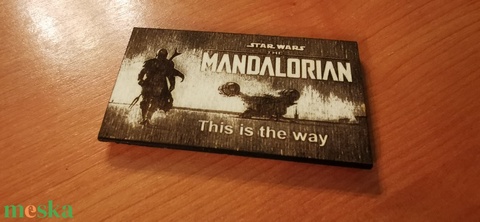 STAR WARS
THE
MANDALORIAN
This is the way
meska